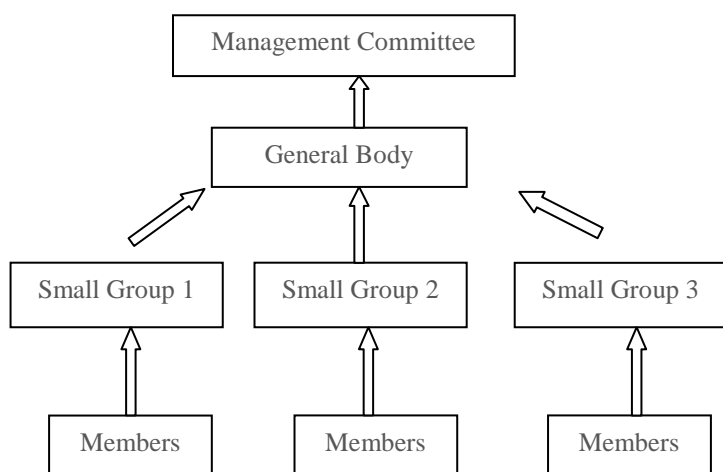 Management Committee
General Body
Small Group 1
Small Group 2
Small Group 3
Members
Members
Members